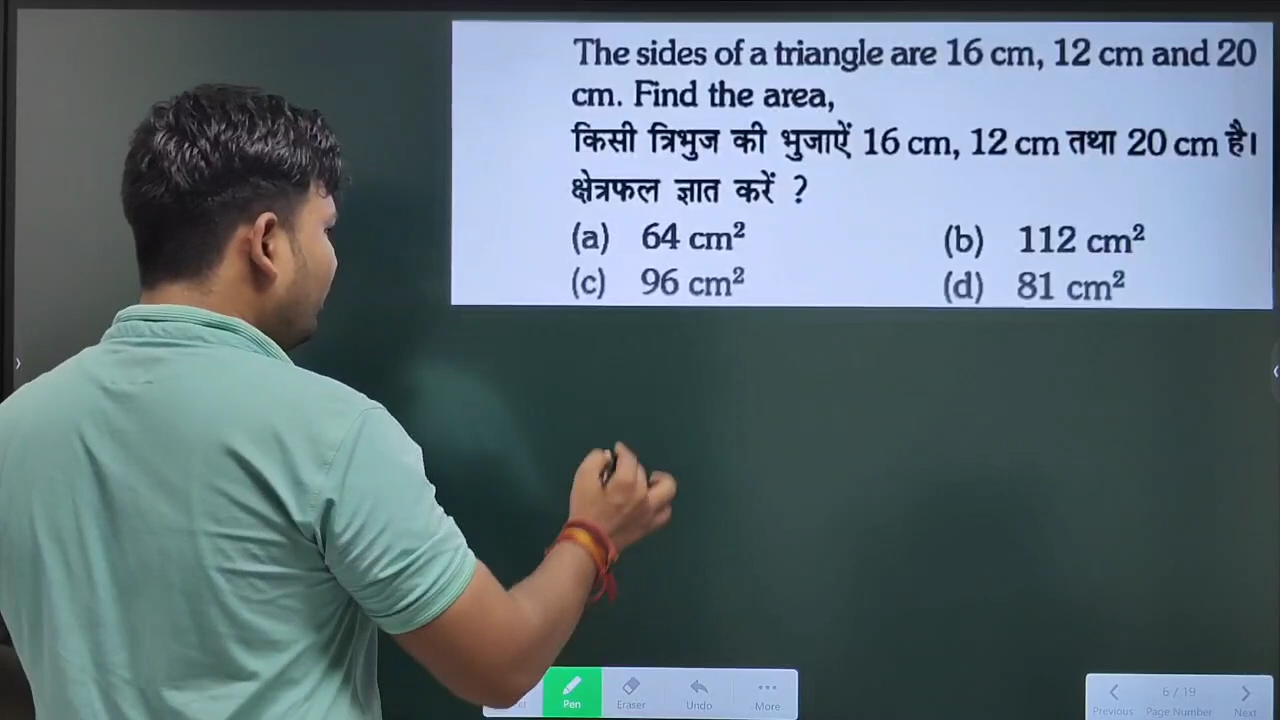 The sides of a triangle are 16 cm, 12 cm and 20
cm. Find the area,
किसी त्रिभुज की भुजाऐं 16 cm, 12 cm तथा 20 cm है।
क्षेत्रफल ज्ञात करें ?
(a) 64 cm² (b) 112 cm²
(c) 96 cm² (d) 81 cm²
Pen Eraser Undo More
6 / 19
Previous Page Number Next